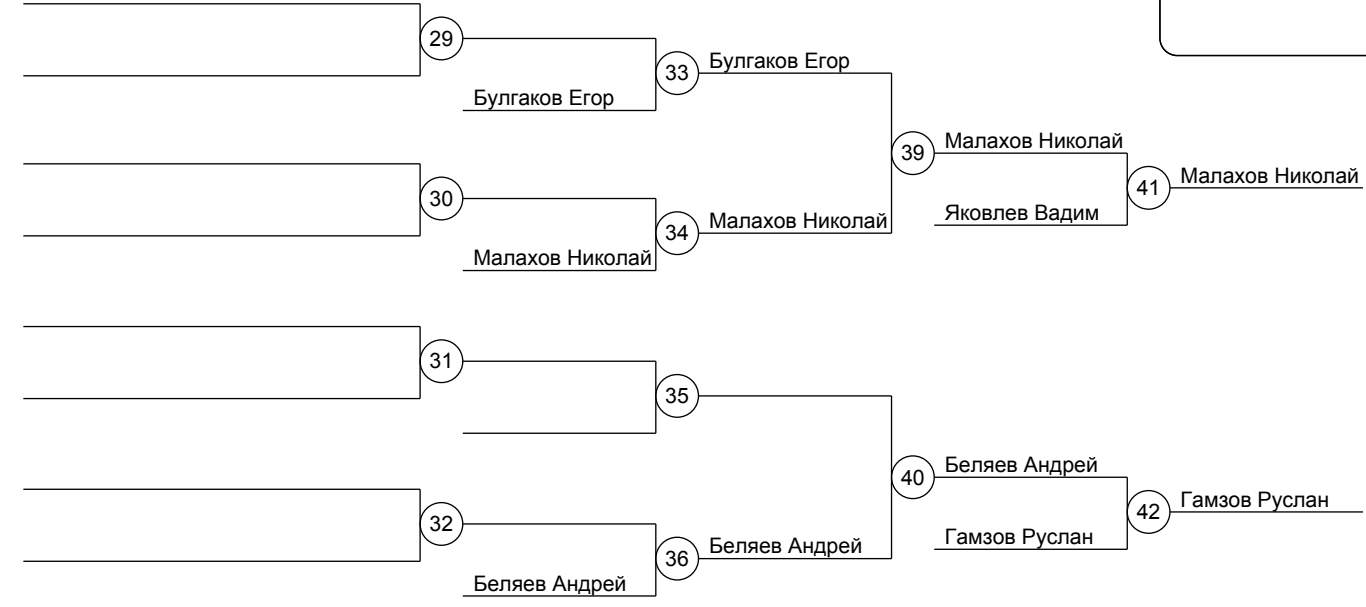 29
33
Булгаков Егор
Булгаков Егор
39
Малахов Николай
41
Малахов Николай
30
34
Малахов Николай
Яковлев Вадим
Малахов Николай
31
35
40
Беляев Андрей
42
Гамзов Руслан
32
36
Беляев Андрей
Гамзов Руслан
Беляев Андрей